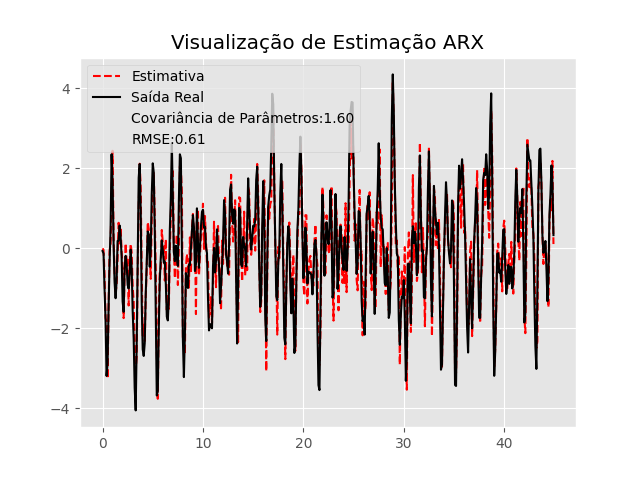 Visualização de Estimação ARX
Estimativa
Saída Real
Covariância de Parâmetros:1.60
RMSE:0.61
4
2
0
−2
−4
0
10
20
30
40